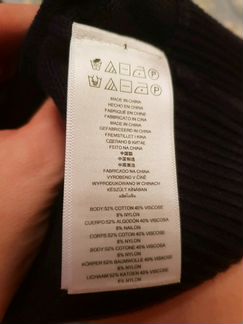 1
MADE IN CHINA
HECHO EN CHINA
FABRIQUÉ EN CHINE
FABBRICATO IN CINA
MADE IN CHINA
GEFABRICEERD IN CHINA
FREMSTILLET I KINA
СДЕЛАНО В КИТАЕ
FEITO NA CHINA
中国製
中国制造
中國製造
FABRICADO NA CHINA
VYROBENO V ČÍNĚ
WYPRODUKOWANO W CHINACH
KÉSZÜLT KÍNÁBAN
BODY:52% COTTON 40% VISCOSE
8% NYLON
CUERPO:52% ALGODÓN 40% VISCOSA
8% NAILON
CORPS:52% COTON 40% VISCOSE
8% NYLON
BODY:52% COTONE 40% VISCOSA
8% NYLON
KÖRPER:52% BAUMWOLLE 40% VISKOSE
8% NYLON
LICHAAM:52% KATOEN 40% VISCOSE
8% NYLON